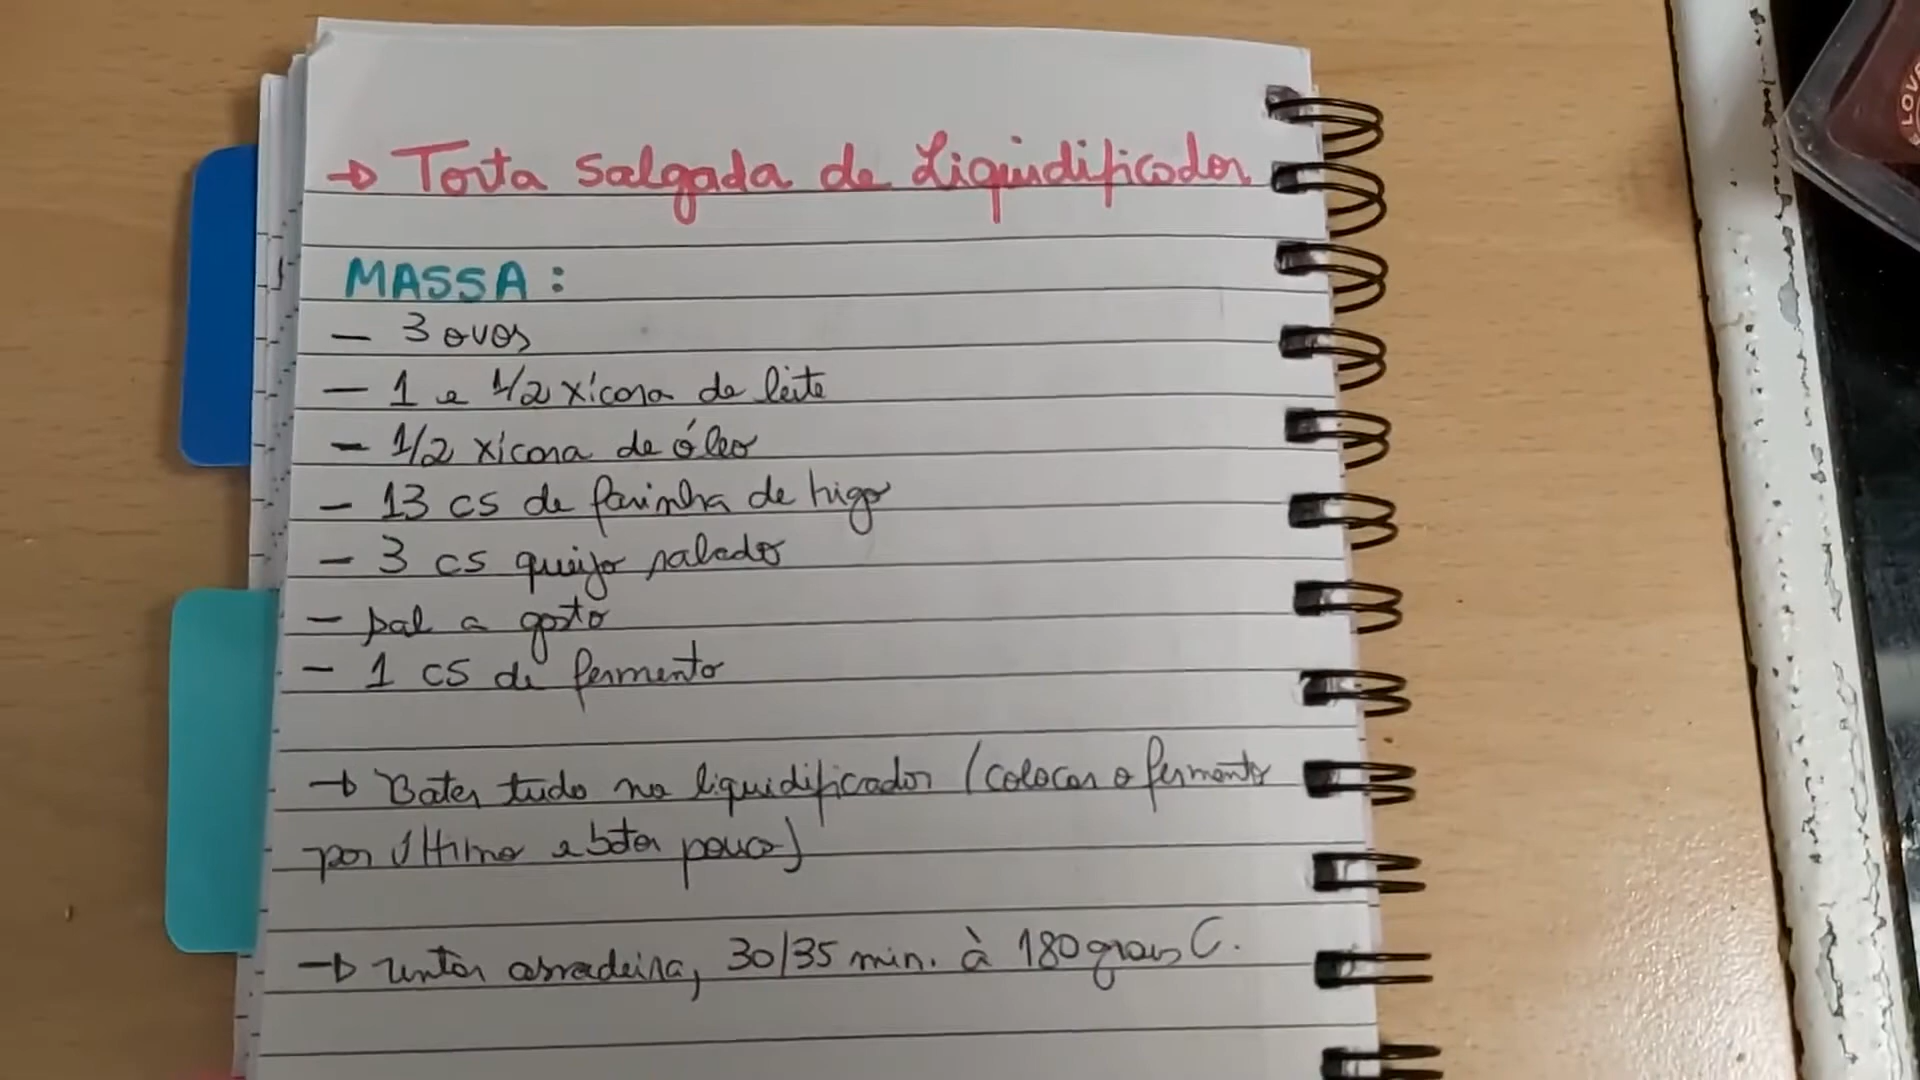 → Torta salgada de Liquidificador
MASSA:
- 3 ovos
- 1 e 1/2 xícara de leite
- 1/2 xícara de óleo
- 13 cs de farinha de trigo
- 3 cs queijo ralado
- sal a gosto
- 1 cs de fermento
→ Bater tudo no liquidificador (colocar o fermento
por último e bater pouco)
→ untar assadeira, 30/35 min. à 180 graus C.
LOVE